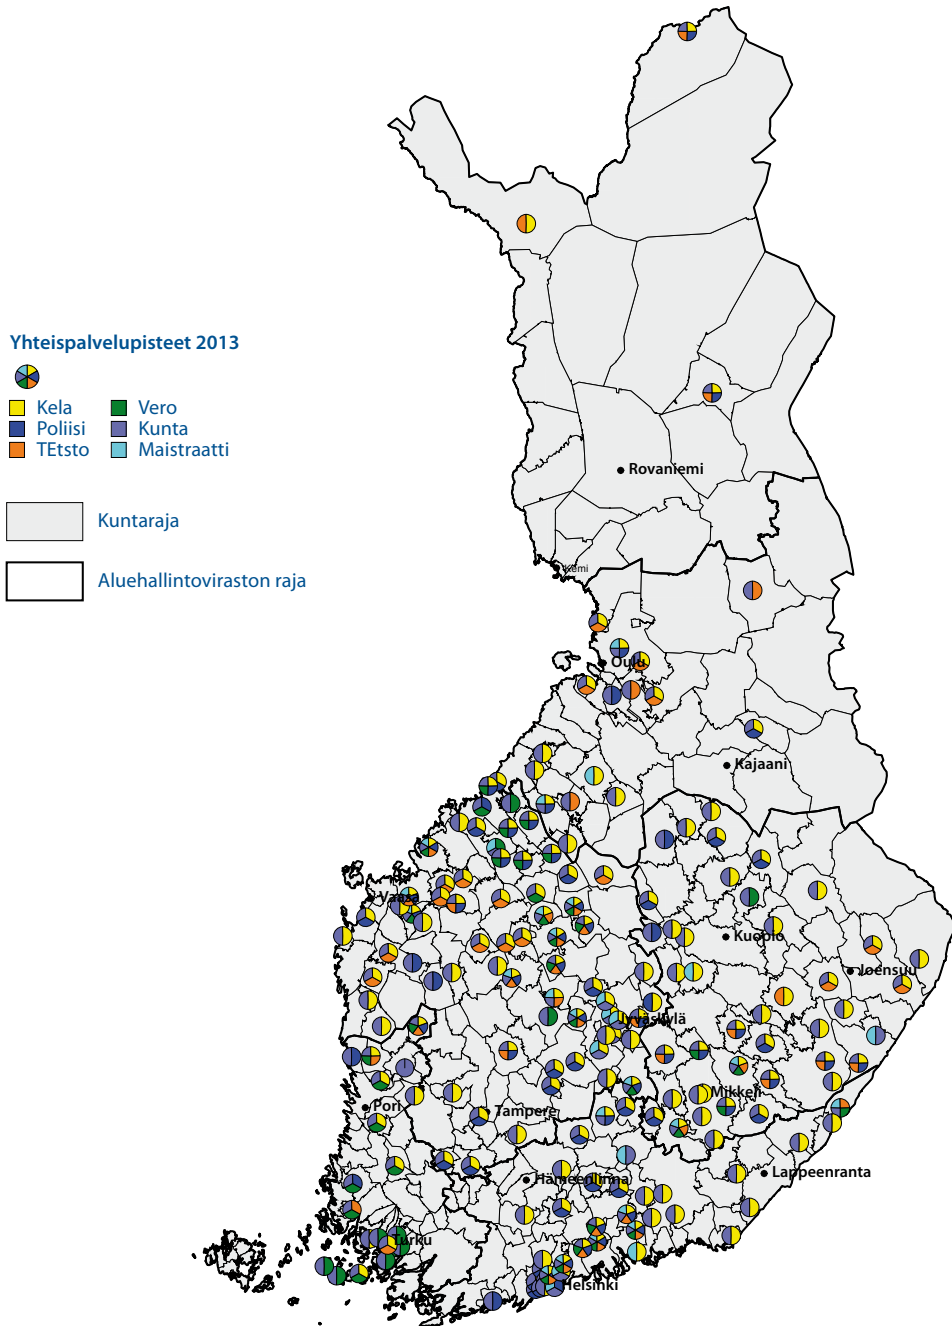 Yhteispalvelupisteet 2013
Kela
Vero
Poliisi
Kunta
TEtsto
Maistraatti
Kuntaraja
Aluehallintoviraston raja
Rovaniemi
Kemi
Oulu
Kajaani
Vaasa
Kuopio
Joensuu
Jyväskylä
Mikkeli
Pori
Tampere
Lappeenranta
Hämeenlinna
Turku
Helsinki